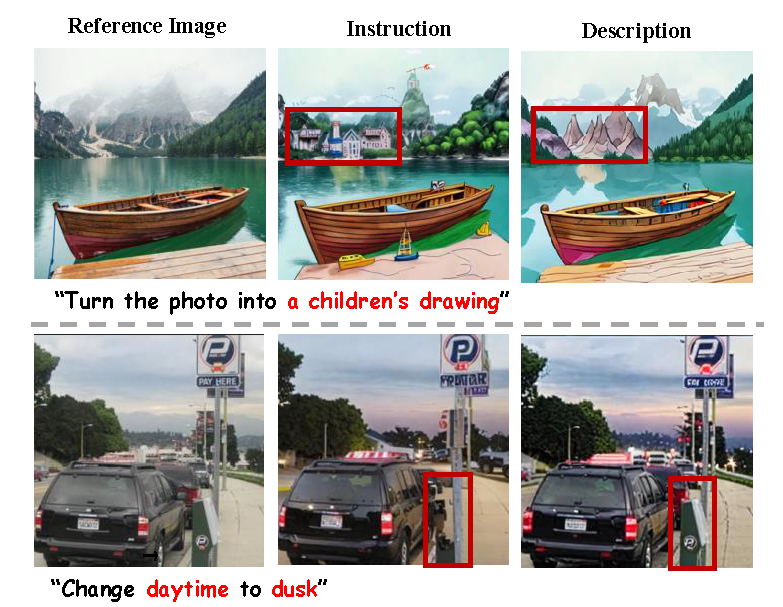 Reference Image
Instruction
Description
“Turn the photo into a children’s drawing”
P
PAY HERE
P
P
“Change daytime to dusk”